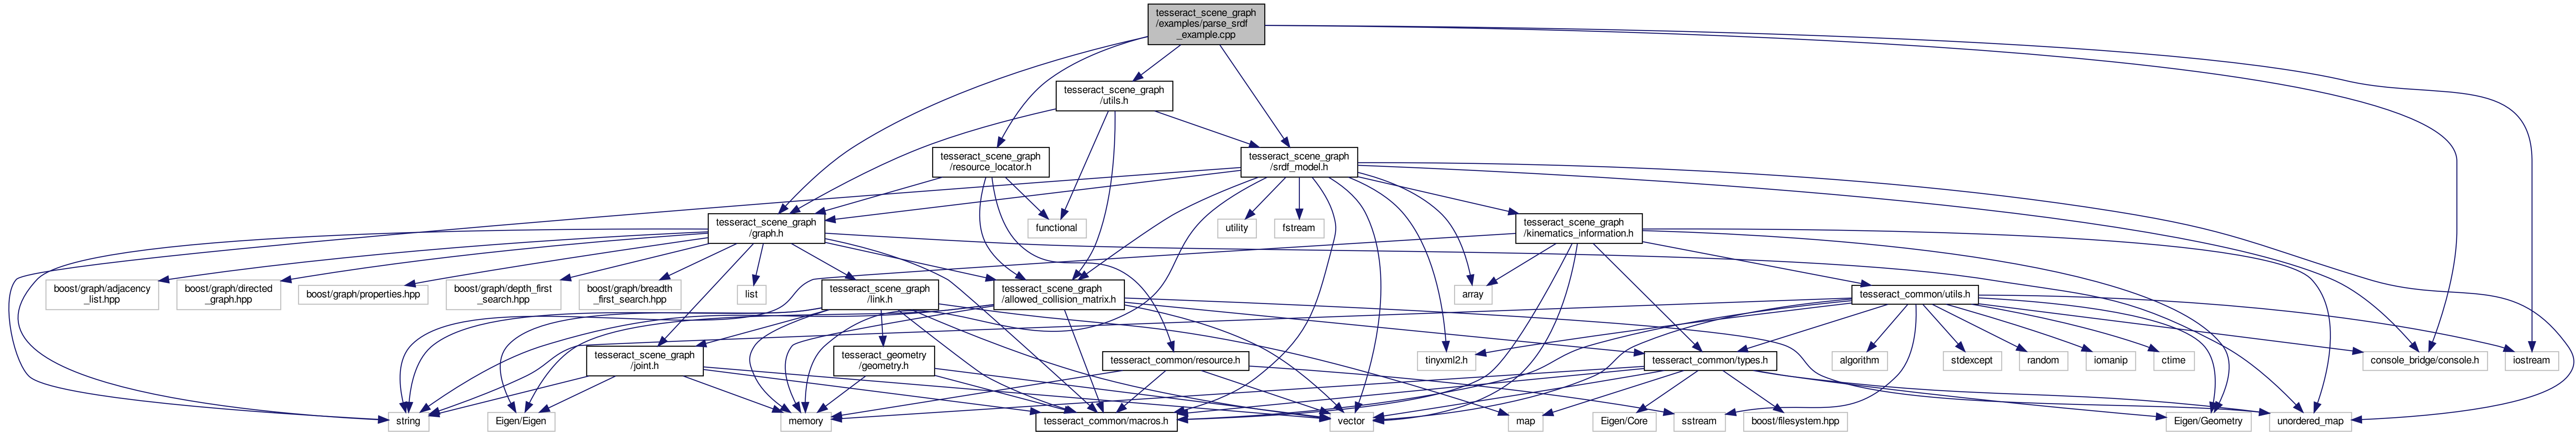 tesseract_scene_graph
/examples/parse_srdf
_example.cpp
tesseract_scene_graph
/utils.h
tesseract_scene_graph
/resource_locator.h
tesseract_scene_graph
/srdf_model.h
tesseract_scene_graph
/graph.h
functional
utility
fstream
tesseract_scene_graph
/kinematics_information.h
boost/graph/adjacency
_list.hpp
boost/graph/directed
_graph.hpp
boost/graph/properties.hpp
boost/graph/depth_first
_search.hpp
boost/graph/breadth
_first_search.hpp
list
tesseract_scene_graph
/link.h
tesseract_scene_graph
/allowed_collision_matrix.h
array
tesseract_common/utils.h
tesseract_scene_graph
/joint.h
tesseract_geometry
/geometry.h
tesseract_common/resource.h
tinyxml2.h
tesseract_common/types.h
algorithm
stdexcept
random
iomanip
ctime
console_bridge/console.h
iostream
string
Eigen/Eigen
memory
tesseract_common/macros.h
vector
map
Eigen/Core
sstream
boost/filesystem.hpp
Eigen/Geometry
unordered_map